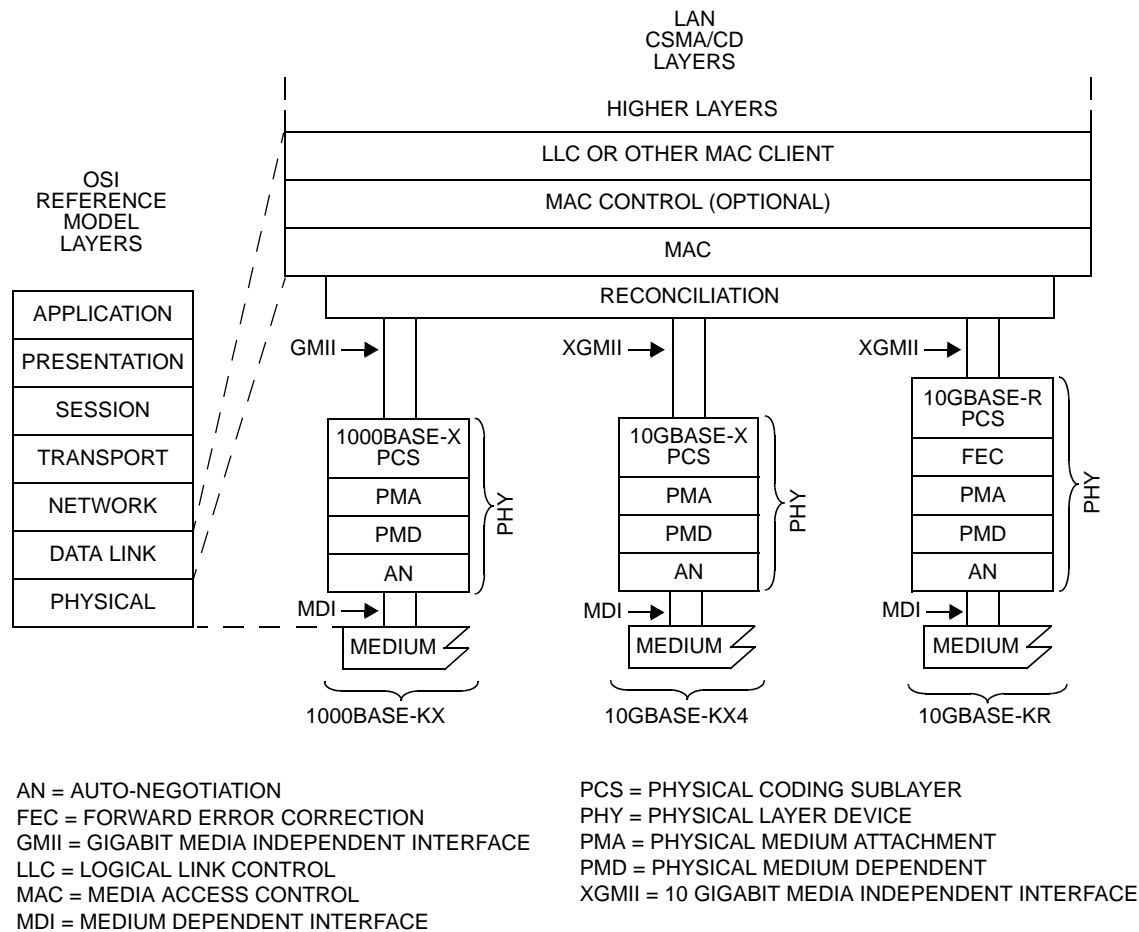 LAN
CSMA/CD
LAYERS
HIGHER LAYERS
LLC OR OTHER MAC CLIENT
MAC CONTROL (OPTIONAL)
MAC
RECONCILIATION
OSI
REFERENCE
MODEL
LAYERS
APPLICATION
PRESENTATION
SESSION
TRANSPORT
NETWORK
DATA LINK
PHYSICAL
GMII
1000BASE-X
PCS
PMA
PMD
AN
PHY
MDI
MEDIUM
1000BASE-KX
XGMII
10GBASE-X
PCS
PMA
PMD
AN
PHY
MDI
MEDIUM
10GBASE-KX4
XGMII
10GBASE-R
PCS
FEC
PMA
PMD
AN
PHY
MDI
MEDIUM
10GBASE-KR
AN = AUTO-NEGOTIATION
FEC = FORWARD ERROR CORRECTION
GMII = GIGABIT MEDIA INDEPENDENT INTERFACE
LLC = LOGICAL LINK CONTROL
MAC = MEDIA ACCESS CONTROL
MDI = MEDIUM DEPENDENT INTERFACE
PCS = PHYSICAL CODING SUBLAYER
PHY = PHYSICAL LAYER DEVICE
PMA = PHYSICAL MEDIUM ATTACHMENT
PMD = PHYSICAL MEDIUM DEPENDENT
XGMII = 10 GIGABIT MEDIA INDEPENDENT INTERFACE